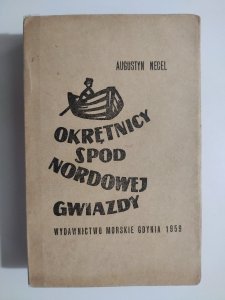 AUGUSTYN NECEL
OKRĘTNICY
SPOD
NORDOWEJ
GWIAZDY
WYDAWNICTWO MORSKIE GDYNIA 1959